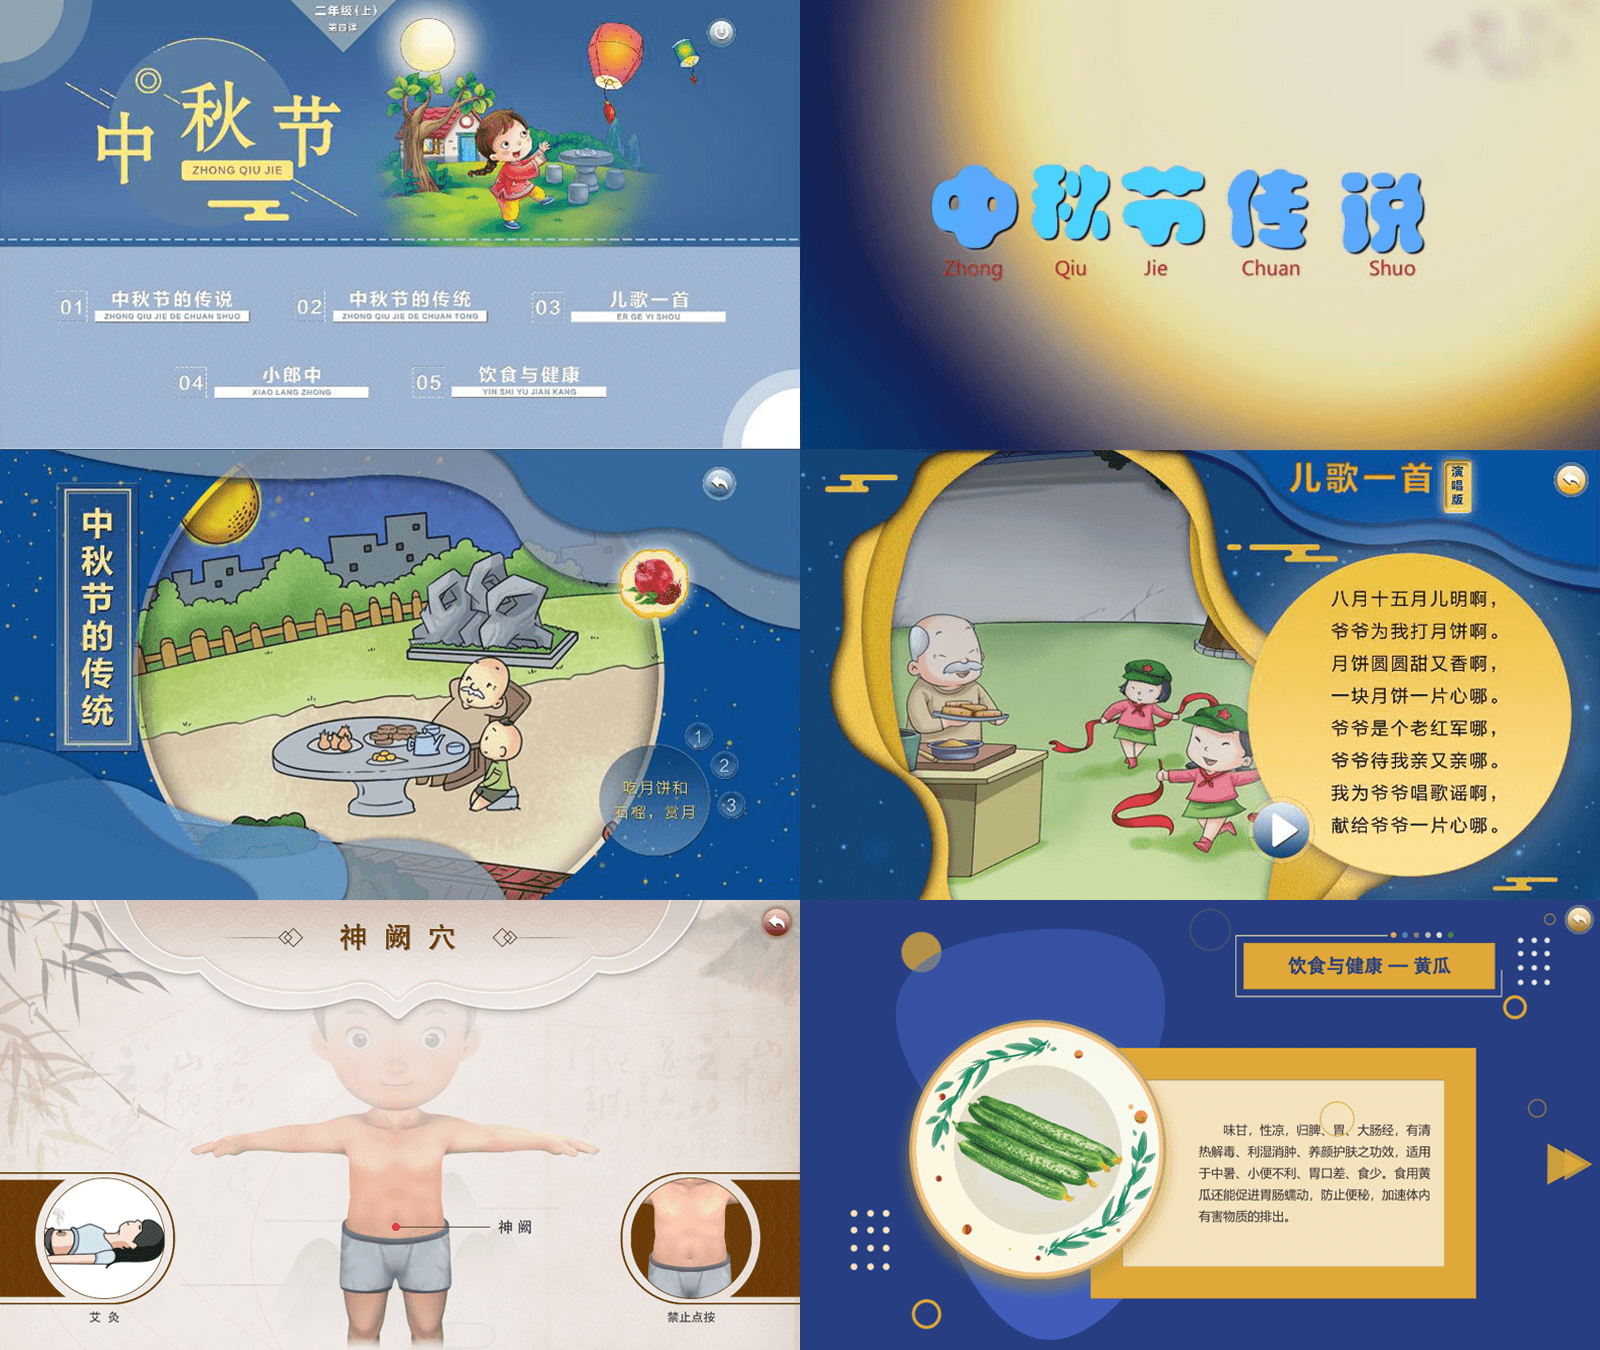 二年级(上)
第四课
中秋节
ZHONG QIU JIE
01 中秋节的传说
ZHONG QIU JIE DE CHUAN SHUO
02 中秋节的传统
ZHONG QIU JIE DE CHUAN TONG
03 儿歌一首
ER GE YI SHOU
04 小郎中
XIAO LANG ZHONG
05 饮食与健康
YIN SHI YU JIAN KANG
中秋节传说
Zhong Qiu Jie Chuan Shuo
中秋节的传统
1
2
3
吃月饼和
石榴，赏月
儿歌一首
演唱版
八月十五月儿明啊，
爷爷为我打月饼啊。
月饼圆圆甜又香啊，
一块月饼一片心哪。
爷爷是个老红军哪，
爷爷待我亲又亲哪。
我为爷爷唱歌谣啊，
献给爷爷一片心哪。
神阙穴
神阙
艾灸
禁止点按
饮食与健康 — 黄瓜
味甘，性凉，归脾、胃、大肠经，有清
热解毒、利湿消肿、养颜护肤之功效，适用
于中暑、小便不利、胃口差、食少。食用黄
瓜还能促进胃肠蠕动，防止便秘，加速体内
有害物质的排出。